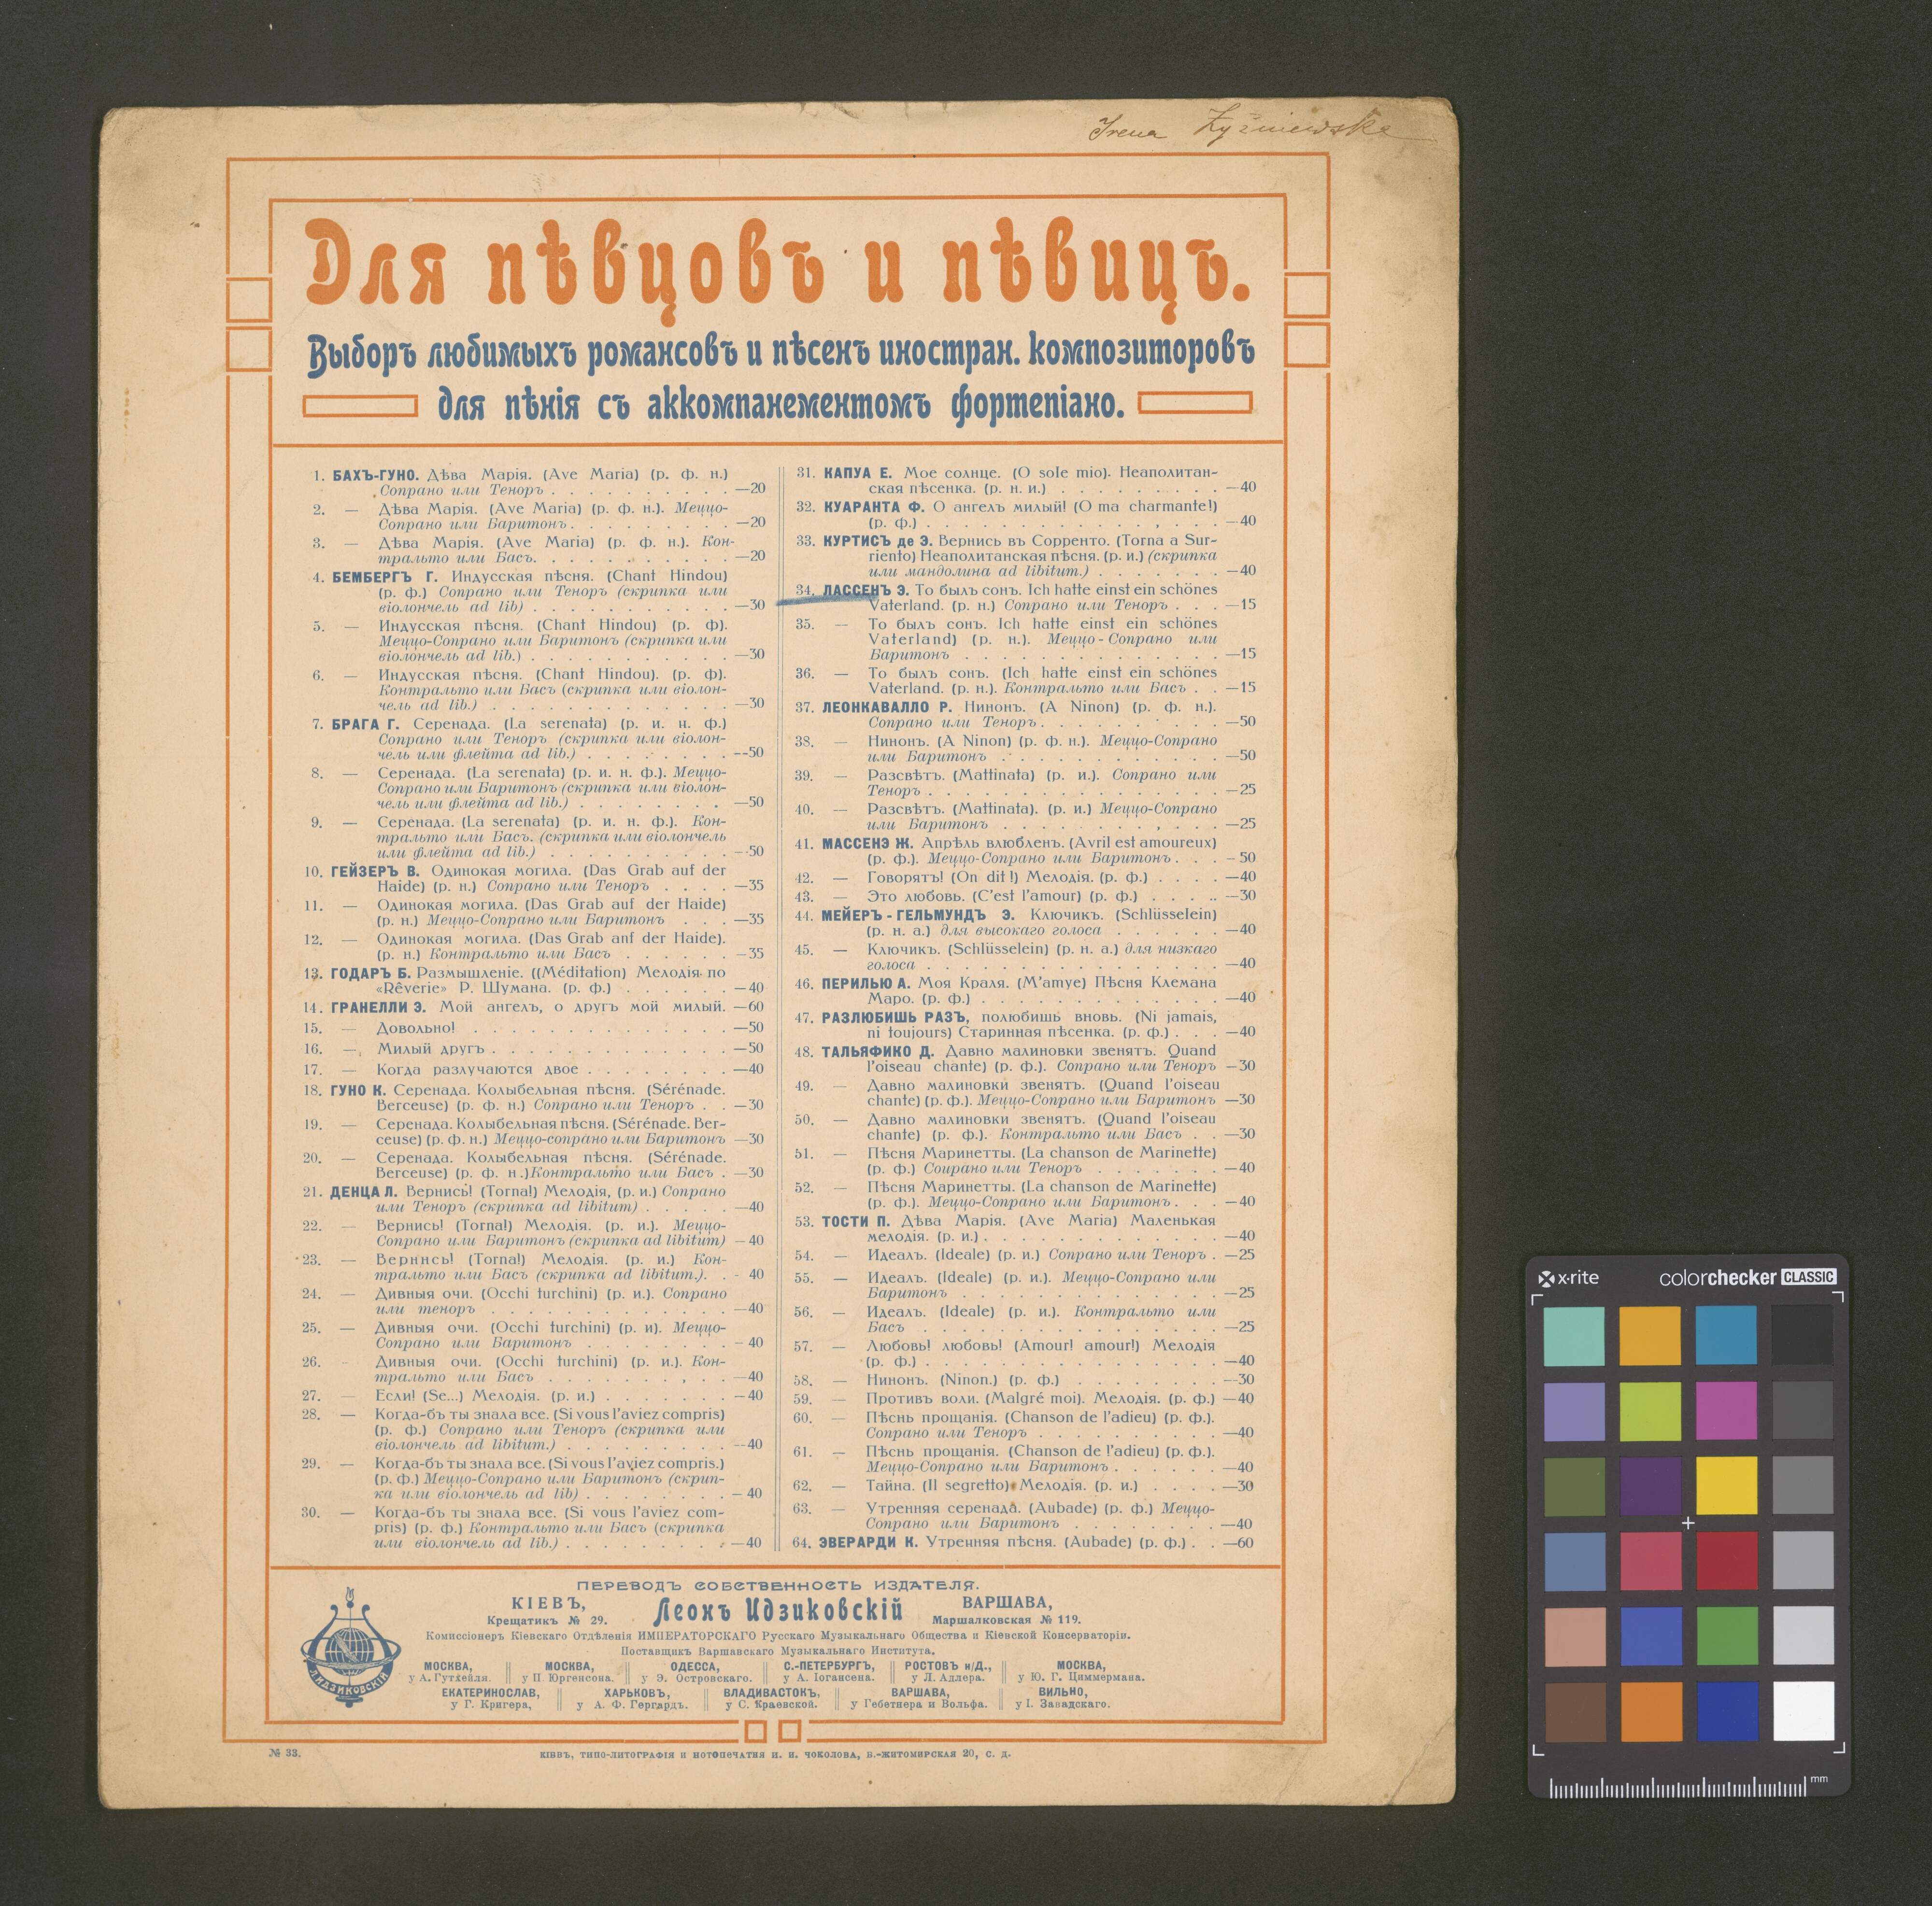 Irena Zyzniewska
Для пѣвцовъ и пѣвицъ.
Выборъ любимыхъ романсовъ и пѣсенъ иностран. композиторовъ
для пѣнія съ аккомпанементомъ фортепіано.
1. БАХЪ-ГУНО. Дѣва Марія. (Ave Maria) (р. ф. н.)
Сопрано или Теноръ . . . . . . . . . . —20
2. — Дѣва Марія. (Ave Maria) (р. ф. н.). Меццо-
Сопрано или Баритонъ . . . . . . . . . —20
3. — Дѣва Марія. (Ave Maria) (р. ф. н.). Кон-
тральто или Басъ. . . . . . . . . . . —20
4. БЕМБЕРГЪ Г. Индусская пѣсня. (Chant Hindou)
(р. ф.) Сопрано или Теноръ (скрипка или
віолончель ad lib) . . . . . . . . . . . —30
5. — Индусская пѣсня. (Chant Hindou) (р. ф).
Меццо-Сопрано или Баритонъ (скрипка или
віолончель ad lib.) . . . . . . . . . . . —30
6. — Индусская пѣсня. (Chant Hindou). (р. ф).
Контральто или Басъ (скрипка или віолон-
чель ad lib.) . . . . . . . . . . . . . —30
7. БРАГА Г. Серенада. (La serenata) (р. и. н. ф.)
Сопрано или Теноръ (скрипка или віолон-
чель или флейта ad lib.) . . . . . . . . --50
8. — Серенада. (La serenata) (р. и. н. ф.). Меццо-
Сопрано или Баритонъ (скрипка или віолон-
чель или флейта ad lib.) . . . . . . . . —50
9. — Серенада. (La serenata) (р. и. н. ф.). Кон-
тральто или Басъ. (скрипка или віолончель
или флейта ad lib.) . . . . . . . . . . —50
10. ГЕЙЗЕРЪ В. Одинокая могила. (Das Grab auf der
Haide) (р. н.) Сопрано или Теноръ . . . . —35
11. — Одинокая могила. (Das Grab auf der Haide)
(р. н.) Меццо-Сопрано или Баритонъ . . . —35
12. — Одинокая могила. (Das Grab anf der Haide).
(р. н.) Контральто или Басъ . . . . . . —35
13. ГОДАРЪ Б. Размышленіе. ((Méditation) Мелодія по
«Rêverie» Р. Шумана. (р. ф.) . . . . . . —40
14. ГРАНЕЛЛИ Э. Мой ангелъ, о другъ мой милый. —60
15. — Довольно! . . . . . . . . . . . . . . —50
16. — Милый другъ . . . . . . . . . . . . . —50
17. — Когда разлучаются двое . . . . . . . . —40
18. ГУНО К. Серенада. Колыбельная пѣсня. (Sérénade.
Berceuse) (р. ф. н.) Сопрано или Теноръ . . —30
19. — Серенада. Колыбельная пѣсня. (Sérénade. Ber-
ceuse) (р. ф. н.) Меццо-сопрано или Баритонъ —30
20. — Серенада. Колыбельная пѣсня. (Sérénade.
Berceuse) (р. ф. н.)Контральто или Басъ . —30
21. ДЕНЦА Л. Вернись! (Torna!) Мелодія, (р. и.) Сопрано
или Теноръ (скрипка ad libitum) . . . . . —40
22. — Вернись! (Torna!) Мелодія. (р. и.). Меццо-
Сопрано или Баритонъ (скрипка ad libitum) —40
23. — Вернись! (Torna!) Мелодія. (р. и.) Кон-
тральто или Басъ (скрипка ad libitum.). . - 40
24. — Дивныя очи. (Occhi turchini) (р. и.). Сопрано
или теноръ . . . . . . . . . . . . . —40
25. — Дивныя очи. (Occhi turchini) (р. и). Меццо-
Сопрано или Баритонъ . . . . . . . . . —40
26. – Дивныя очи. (Occhi turchini) (р. и.). Кон-
тральто или Басъ . . . . . . . . . . . —40
27. — Если! (Se...) Мелодія. (р. и.) . . . . . . . —40
28. — Когда-бъ ты знала все. (Si vous l'aviez compris)
(р. ф.) Сопрано или Теноръ (скрипка или
віолончель ad libitum.) . . . . . . . . . --40
29. — Когда-бъ ты знала все. (Si vous l'aviez compris.)
(р. ф.) Меццо-Сопрано или Баритонъ (скрип-
ка или віолончель ad lib) . . . . . . . . — 40
30. — Когда-бъ ты знала все. (Si vous l'aviez com-
pris) (р. ф.) Контральто или Басъ (скрипка
или віолончель ad lib.) . . . . . . . . . —40
31. КАПУА Е. Мое солнце. (O sole mio). Неаполитан-
ская пѣсенка. (р. н. и.) . . . . . . . . . —40
32. КУАРАНТА Ф. О ангелъ милый! (O ma charmante!)
(р. ф.) . . . . . . . . . . . . . . . . —40
33. КУРТИСЪ де Э. Вернись въ Сорренто. (Torna a Sur-
riento) Неаполитанская пѣсня. (р. и.) (скрипка
или мандолина ad libitum.) . . . . . . . —40
34. ЛАССЕНЪ Э. То былъ сонъ. Ich hatte einst ein schönes
Vaterland. (р. н.) Сопрано или Теноръ . . . —15
35. — То былъ сонъ. Ich hatte einst ein schönes
Vaterland) (р. н.). Меццо-Сопрано или
Баритонъ . . . . . . . . . . . . . . —15
36. — То былъ сонъ. (Ich hatte einst ein schönes
Vaterland. (р. н.). Контральто или Басъ . . —15
37. ЛЕОНКАВАЛЛО Р. Нинонъ. (A Ninon) (р. ф. н.).
Сопрано или Теноръ . . . . . . . . . . —50
38. — Нинонъ. (A Ninon) (р. ф. н.). Меццо-Сопрано
или Баритонъ . . . . . . . . . . . . —50
39. — Разсвѣтъ. (Mattinata) (р. и.). Сопрано или
Теноръ . . . . . . . . . . . . . . . . —25
40. — Разсвѣтъ. (Mattinata). (р. и.) Меццо-Сопрано
или Баритонъ . . . . . . . . . . . . —25
41. МАССЕНЭ Ж. Апрѣль влюбленъ. (Avril est amoureux)
(р. ф.). Меццо-Сопрано или Баритонъ . . . —50
42. — Говорятъ! (On dit !) Мелодія. (р. ф.) . . . . —40
43. — Это любовь. (C'est l'amour) (р. ф.) . . . . .. —30
44. МЕЙЕРЪ-ГЕЛЬМУНДЪ Э. Ключикъ. (Schlüsselein)
(р. н. а.) для высокаго голоса . . . . . . —40
45. — Ключикъ. (Schlüsselein) (р. н. а.) для низкаго
голоса . . . . . . . . . . . . . . . . —40
46. ПЕРИЛЬЮ А. Моя Краля. (M'amye) Пѣсня Клемана
Маро. (р. ф.) . . . . . . . . . . . . . —40
47. РАЗЛЮБИШЬ РАЗЪ, полюбишь вновь. (Ni jamais,
ni toujours) Старинная пѣсенка. (р. ф.) . . . —40
48. ТАЛЬЯФИКО Д. Давно малиновки звенятъ. Quand
l'oiseau chante) (р. ф.). Сопрано или Теноръ —30
49. — Давно малиновки звенятъ. (Quand l'oiseau
chante) (р. ф.). Меццо-Сопрано или Баритонъ —30
50. — Давно малиновки звенятъ. (Quand l'oiseau
chante) (р. ф.). Контральто или Басъ . . —30
51. — Пѣсня Маринетты. (La chanson de Marinette)
(р. ф.) Соирано или Теноръ . . . . . . . —40
52. — Пѣсня Маринетты. (La chanson de Marinette)
(р. ф.). Меццо-Сопрано или Баритонъ . . . —40
53. ТОСТИ П. Дѣва Марія. (Ave Maria) Маленькая
мелодія. (р. и.) . . . . . . . . . . . . . —40
54. — Идеалъ. (Ideale) (р. и.) Сопрано или Теноръ . —25
55. — Идеалъ. (Ideale) (р. и.). Меццо-Сопрано или
Баритонъ . . . . . . . . . . . . . . —25
56. — Идеалъ. (Ideale) (р. и.). Контральто или
Басъ . . . . . . . . . . . . . . . . —25
57. — Любовь! любовь! (Amour! amour!) Мелодія
(р. ф.) . . . . . . . . . . . . . . . . —40
58. — Нинонъ. (Ninon.) (р. ф.) . . . . . . . . --30
59. — Противъ воли. (Malgré moi). Мелодія. (р. ф.) —40
60. — Пѣснь прощанія. (Chanson de l'adieu) (р. ф.).
Сопрано или Теноръ . . . . . . . . . . —40
61. — Пѣснь прощанія. (Chanson de l'adieu) (р. ф.).
Меццо-Сопрано или Баритонъ . . . . . . —40
62. — Тайна. (Il segretto) Мелодія. (р. и.) . . . . —30
63. — Утренняя серенада. (Aubade) (р. ф.) Меццо-
Сопрано или Баритонъ . . . . . . . . —40
64. ЭВЕРАРДИ К. Утренняя пѣсня. (Aubade) (р. ф.) . . —60
ПЕРЕВОДЪ СОБСТВЕННОСТЬ ИЗДАТЕЛЯ.
КІЕВЪ, Леонъ Идзиковскій ВАРШАВА,
Крещатикъ № 29. Маршалковская № 119.
Комиссіонеръ Кіевскаго Отдѣленія ИМПЕРАТОРСКАГО Русскаго Музыкальнаго Общества и Кіевской Консерваторіи.
Поставщикъ Варшавскаго Музыкальнаго Института.
МОСКВА, МОСКВА, ОДЕССА, С.-ПЕТЕРБУРГЪ, РОСТОВЪ н/Д., МОСКВА,
у А. Гутхейля. у П. Юргенсона. у Э. Островскаго. у А. Іогансена. у Л. Адлера. у Ю. Г. Циммермана.
ЕКАТЕРИНОСЛАВ, ХАРЬКОВЪ, ВЛАДИВАСТОКЪ, ВАРШАВА, ВИЛЬНО,
у Г. Кригера, у А. Ф. Гергардъ. у С. Краевской. у Гебетнера и Вольфа. у І. Завадскаго.
Л.ИДЗИКОВСКІЙ
№ 33.
КІЕВЪ, ТИПО-ЛИТОГРАФІЯ И НОТОПЕЧАТНЯ И. И. ЧОКОЛОВА, Б.-ЖИТОМИРСКАЯ 20, С. Д.
x-rite colorchecker CLASSIC
mm